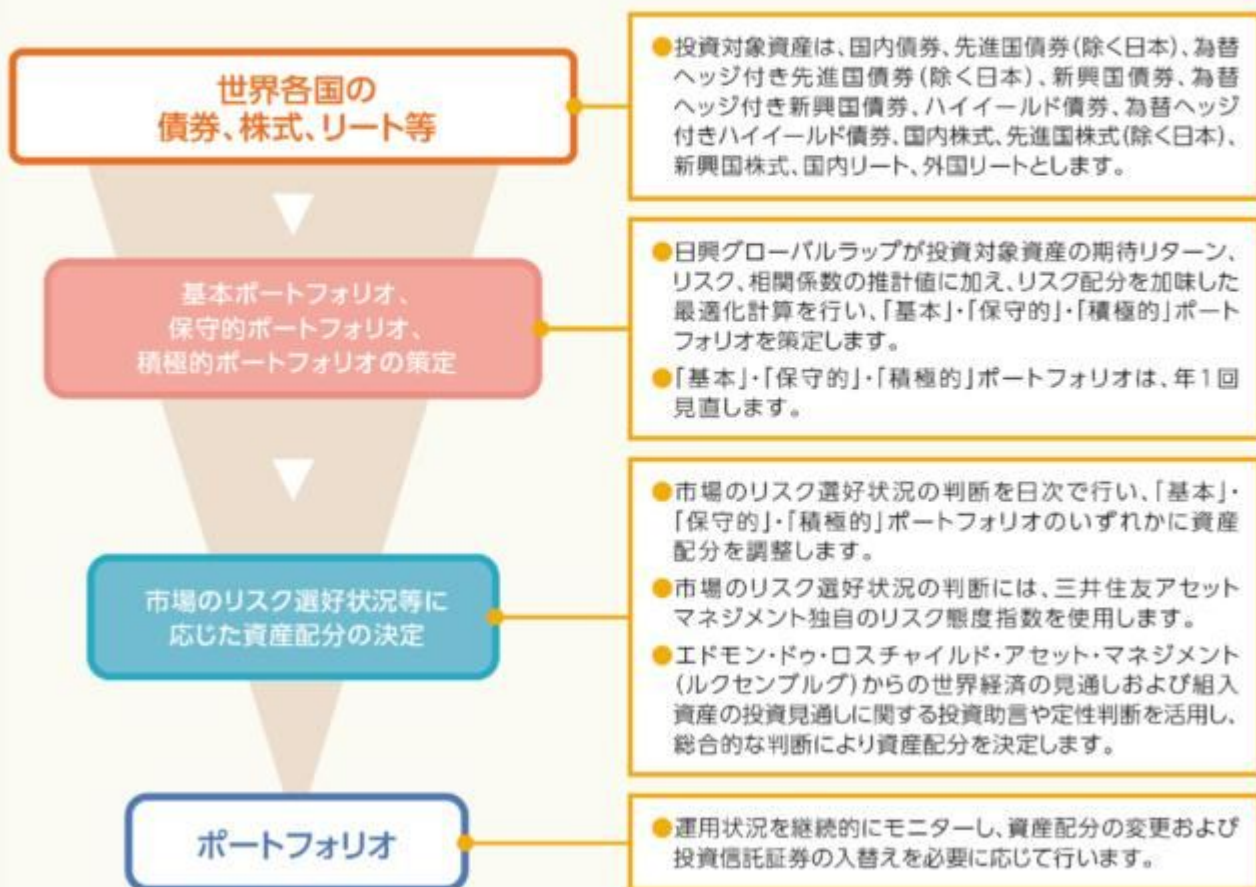 世界各国の
債券、株式、リート等
●投資対象資産は、国内債券、先進国債券(除く日本)、為替
ヘッジ付き先進国債券(除く日本)、新興国債券、為替
ヘッジ付き新興国債券、ハイイールド債券、為替ヘッジ
付きハイイールド債券、国内株式、先進国株式(除く日本)、
新興国株式、国内リート、外国リートとします。
基本ポートフォリオ、
保守的ポートフォリオ、
積極的ポートフォリオの策定
●日興グローバルラップが投資対象資産の期待リターン、
リスク、相関係数の推計値に加え、リスク配分を加味した
最適化計算を行い、「基本」・「保守的」・「積極的」ポート
フォリオを策定します。
●「基本」・「保守的」・「積極的」ポートフォリオは、年1回
見直します。
市場のリスク選好状況等に
応じた資産配分の決定
●市場のリスク選好状況の判断を日次で行い、「基本」・
「保守的」・「積極的」ポートフォリオのいずれかに資産
配分を調整します。
●市場のリスク選好状況の判断には、三井住友アセット
マネジメント独自のリスク態度指数を使用します。
●エドモン・ドゥ・ロスチャイルド・アセット・マネジメント
(ルクセンブルグ)からの世界経済の見通しおよび組入
資産の投資見通しに関する投資助言や定性判断を活用し、
総合的な判断により資産配分を決定します。
ポートフォリオ
●運用状況を継続的にモニターし、資産配分の変更および
投資信託証券の入替えを必要に応じて行います。